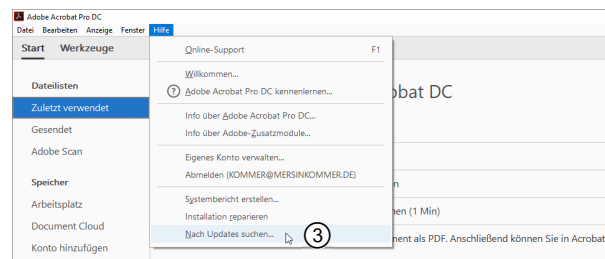 Adobe Acrobat Pro DC
Datei Bearbeiten Anzeige Fenster Hilfe
Start Werkzeuge
Online-Support F1
Willkommen...
? Adobe Acrobat Pro DC kennenlernen...
Info über Adobe Acrobat Pro DC...
Info über Adobe-Zusatzmodule...
Eigenes Konto verwalten...
Abmelden (KOMMER@MERSINKOMMER.DE)
Systembericht erstellen...
Installation reparieren
Nach Updates suchen... 3
Dateilisten
Zuletzt verwendet
Gesendet
Adobe Scan
Speicher
Arbeitsplatz
Document Cloud
Konto hinzufügen
obat DC
n
nen (1 Min)
nent als PDF. Anschließend können Sie in Acrobat